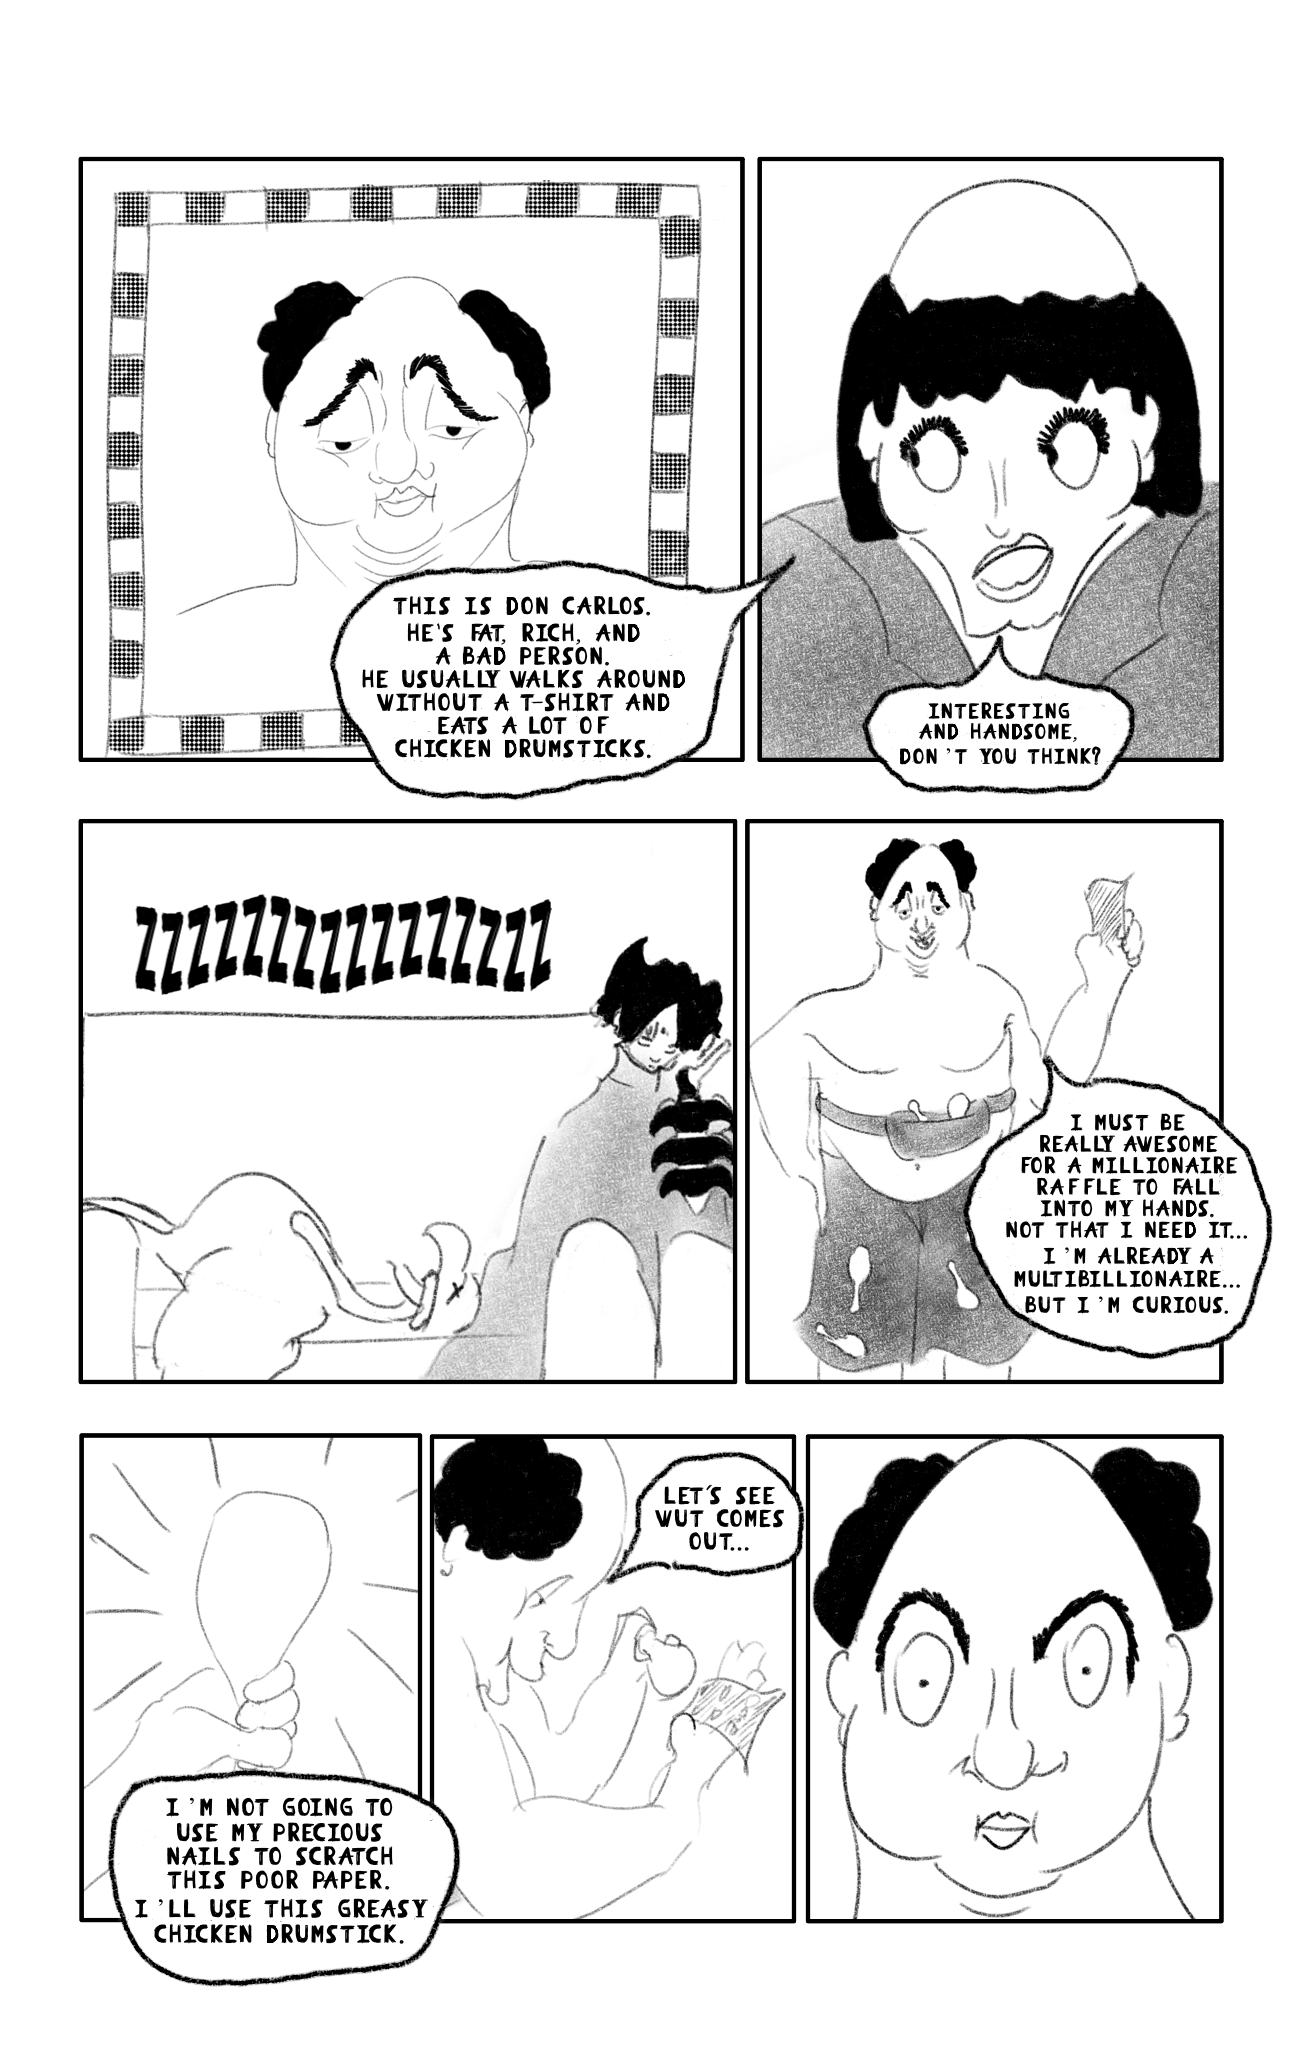 THIS IS DON CARLOS.
HE'S FAT, RICH, AND
A BAD PERSON.
HE USUALLY WALKS AROUND
WITHOUT A T-SHIRT AND
EATS A LOT OF
CHICKEN DRUMSTICKS.
INTERESTING
AND HANDSOME,
DON'T YOU THINK?
ZZZZZZZZZZZZZZZZ
I MUST BE
REALLY AWESOME
FOR A MILLIONAIRE
RAFFLE TO FALL
INTO MY HANDS.
NOT THAT I NEED IT...
I'M ALREADY A
MULTIBILLIONAIRE...
BUT I'M CURIOUS.
I'M NOT GOING TO
USE MY PRECIOUS
NAILS TO SCRATCH
THIS POOR PAPER.
I'LL USE THIS GREASY
CHICKEN DRUMSTICK.
LET'S SEE
WUT COMES
OUT...